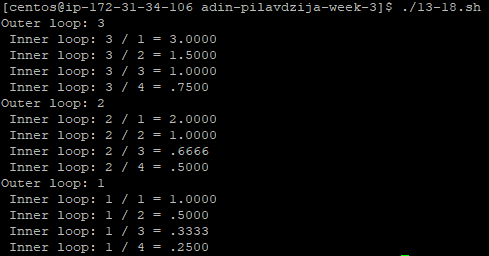 [centos@ip-172-31-34-106 adin-pilavdzija-week-3]$ ./13-18.sh
Outer loop: 3
Inner loop: 3 / 1 = 3.0000
Inner loop: 3 / 2 = 1.5000
Inner loop: 3 / 3 = 1.0000
Inner loop: 3 / 4 = .7500
Outer loop: 2
Inner loop: 2 / 1 = 2.0000
Inner loop: 2 / 2 = 1.0000
Inner loop: 2 / 3 = .6666
Inner loop: 2 / 4 = .5000
Outer loop: 1
Inner loop: 1 / 1 = 1.0000
Inner loop: 1 / 2 = .5000
Inner loop: 1 / 3 = .3333
Inner loop: 1 / 4 = .2500